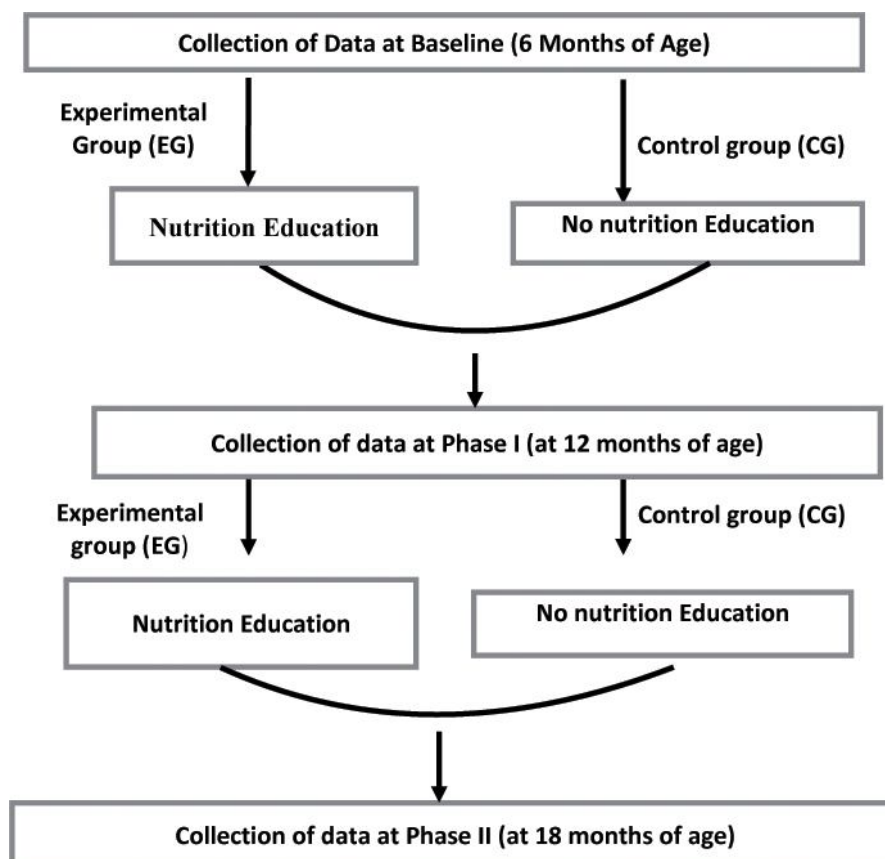 Collection of Data at Baseline (6 Months of Age)
Experimental
Group (EG)
Control group (CG)
Nutrition Education
No nutrition Education
Collection of data at Phase I (at 12 months of age)
Experimental
group (EG)
Control group (CG)
Nutrition Education
No nutrition Education
Collection of data at Phase II (at 18 months of age)